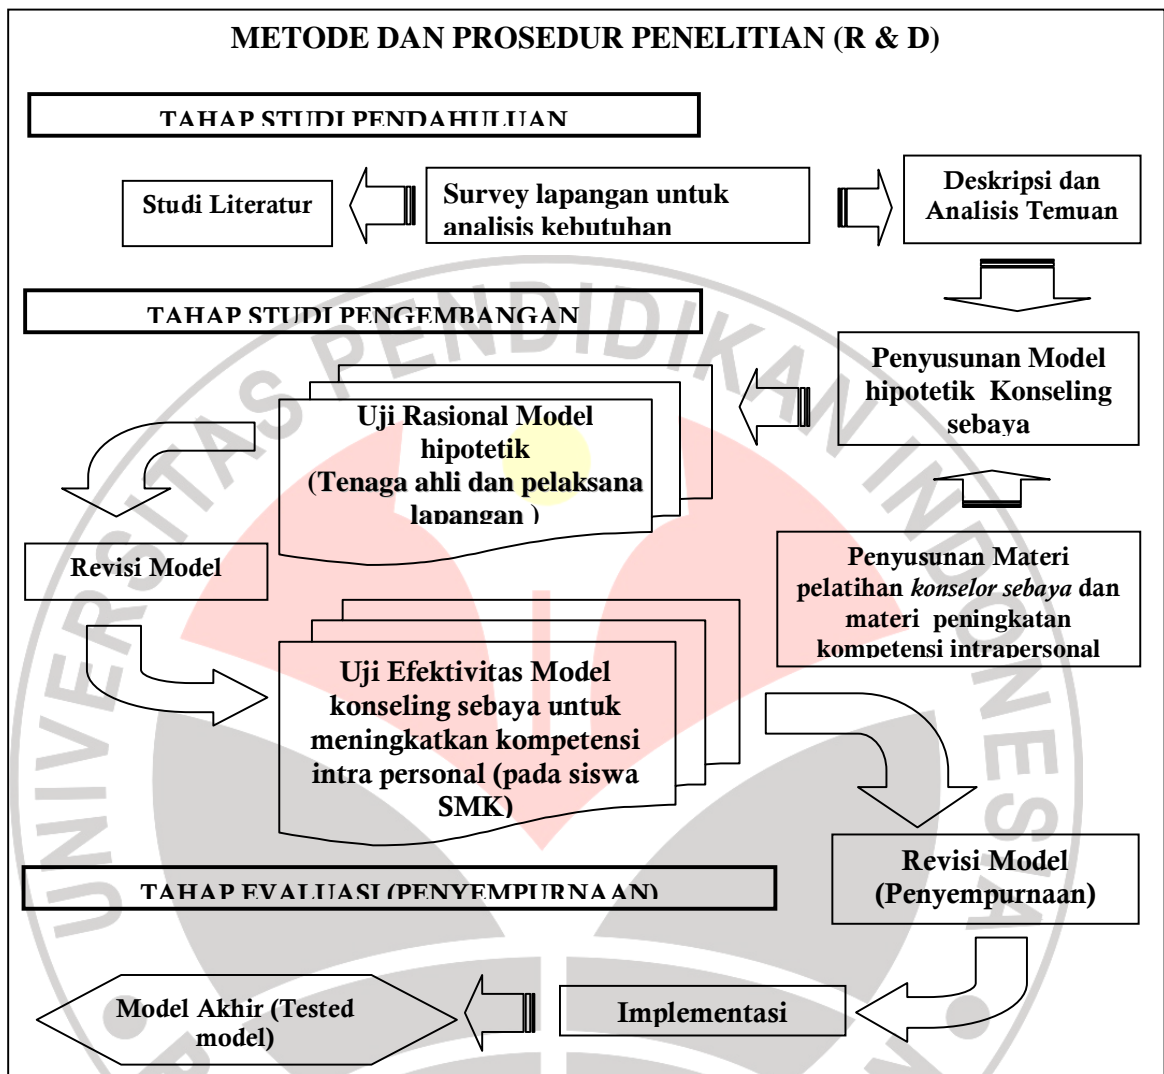 METODE DAN PROSEDUR PENELITIAN (R & D)
TAHAP STUDI PENDAHULUAN
Studi Literatur
Survey lapangan untuk
analisis kebutuhan
Deskripsi dan
Analisis Temuan
TAHAP STUDI PENGEMBANGAN
Penyusunan Model
hipotetik Konseling
sebaya
Uji Rasional Model
hipotetik
(Tenaga ahli dan pelaksana
lapangan )
Revisi Model
Penyusunan Materi
pelatihan konselor sebaya dan
materi peningkatan
kompetensi intrapersonal
Uji Efektivitas Model
konseling sebaya untuk
meningkatkan kompetensi
intra personal (pada siswa
SMK)
Revisi Model
(Penyempurnaan)
TAHAP EVALUASI (PENYEMPURNAAN)
Implementasi
Model Akhir (Tested
model)
UNIVERSITAS PENDIDIKAN INDONESIA